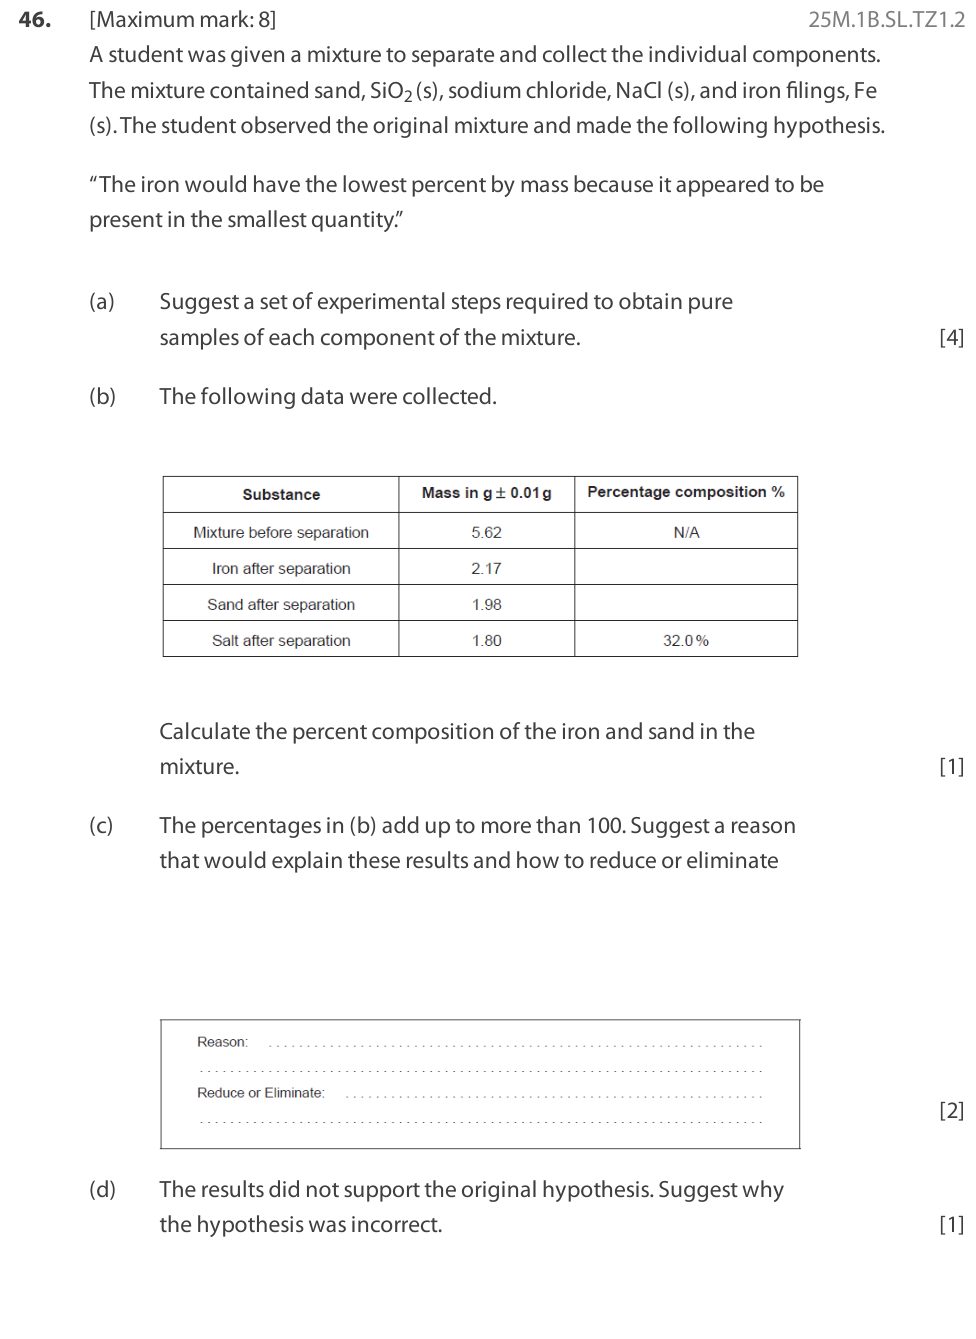 46. [Maximum mark: 8] 25M.1B.SL.TZ1.2
A student was given a mixture to separate and collect the individual components.
The mixture contained sand, SiO₂ (s), sodium chloride, NaCl (s), and iron filings, Fe
(s). The student observed the original mixture and made the following hypothesis.
“The iron would have the lowest percent by mass because it appeared to be
present in the smallest quantity.”
(a) Suggest a set of experimental steps required to obtain pure
samples of each component of the mixture. [4]
(b) The following data were collected.
Substance Mass in g ± 0.01 g Percentage composition %
Mixture before separation 5.62 N/A
Iron after separation 2.17
Sand after separation 1.98
Salt after separation 1.80 32.0 %
Calculate the percent composition of the iron and sand in the
mixture. [1]
(c) The percentages in (b) add up to more than 100. Suggest a reason
that would explain these results and how to reduce or eliminate
Reason:
Reduce or Eliminate:
[2]
(d) The results did not support the original hypothesis. Suggest why
the hypothesis was incorrect. [1]